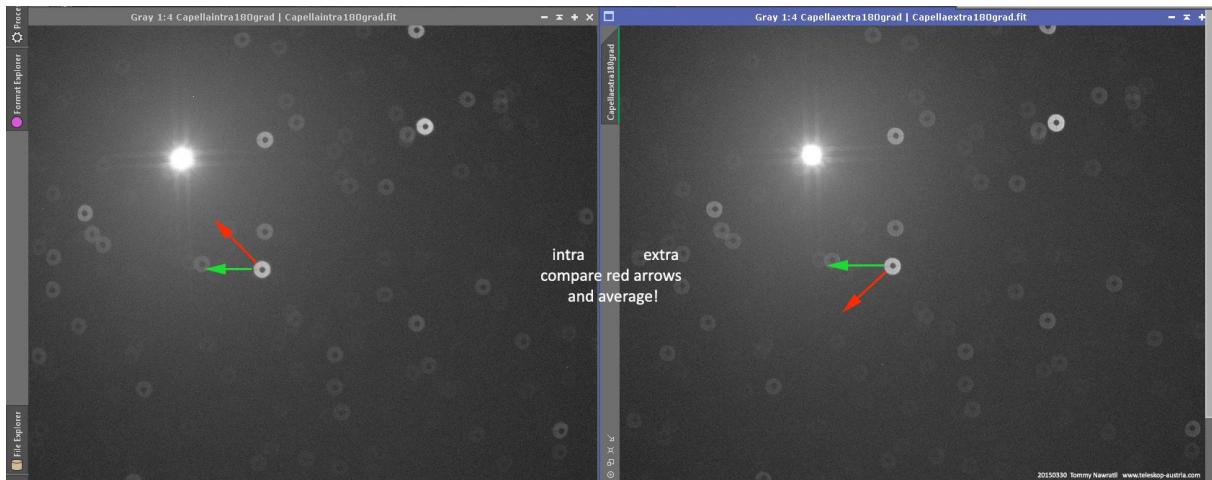 Gray 1:4 Capellaintra180grad | Capellaintra180grad.fit
Gray 1:4 Capellaextra180grad | Capellaextra180grad.fit
Format Explorer
File Explorer
Capellaextra180grad
intra extra
compare red arrows
and average!
20150330 Tommy Nawratil www.teleskop-austria.com